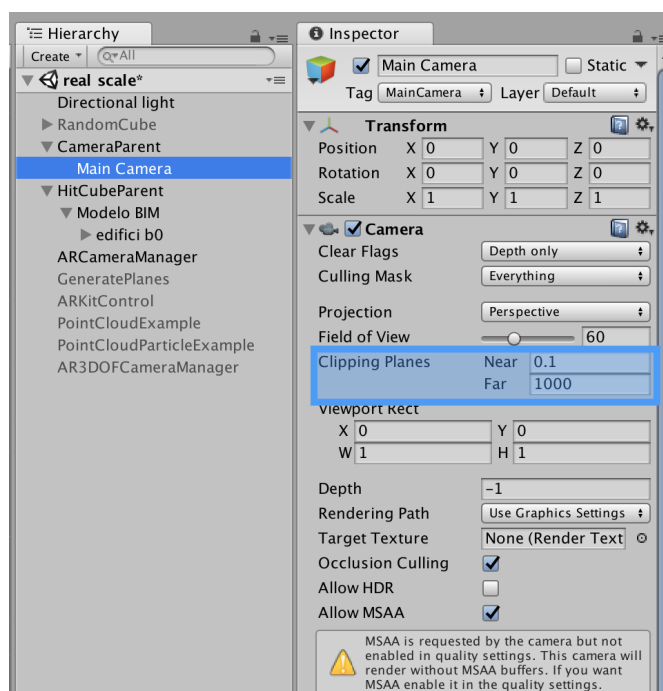 Hierarchy
Create
All
real scale*
Directional light
RandomCube
CameraParent
Main Camera
HitCubeParent
Modelo BIM
edifici b0
ARCameraManager
GeneratePlanes
ARKitControl
PointCloudExample
PointCloudParticleExample
AR3DOFCameraManager
Inspector
Main Camera Static
Tag MainCamera Layer Default
Transform
Position X 0 Y 0 Z 0
Rotation X 0 Y 0 Z 0
Scale X 1 Y 1 Z 1
Camera
Clear Flags Depth only
Culling Mask Everything
Projection Perspective
Field of View 60
Clipping Planes Near 0.1
Far 1000
Viewport Rect
X 0 Y 0
W 1 H 1
Depth -1
Rendering Path Use Graphics Settings
Target Texture None (Render Text
Occlusion Culling
Allow HDR
Allow MSAA
MSAA is requested by the camera but not
enabled in quality settings. This camera will
render without MSAA buffers. If you want
MSAA enable it in the quality settings.